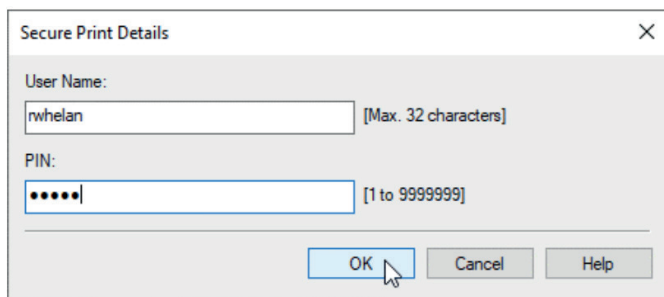 Secure Print Details
User Name:
rwhelan [Max. 32 characters]
PIN:
●●●●● [1 to 9999999]
OK Cancel Help